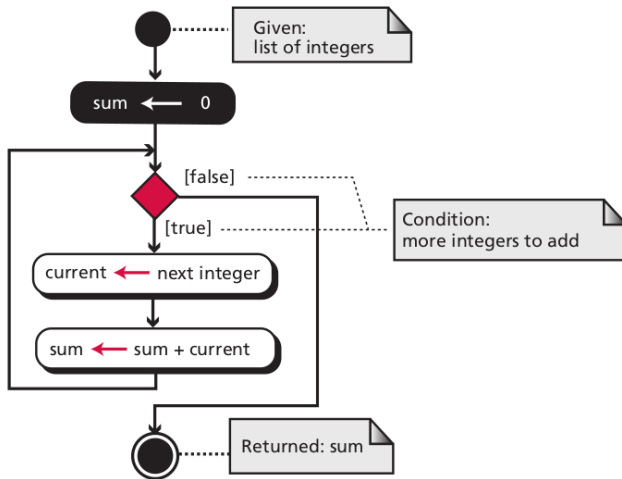 Given:
list of integers
sum ← 0
[false]
[true]
Condition:
more integers to add
current ← next integer
sum ← sum + current
Returned: sum